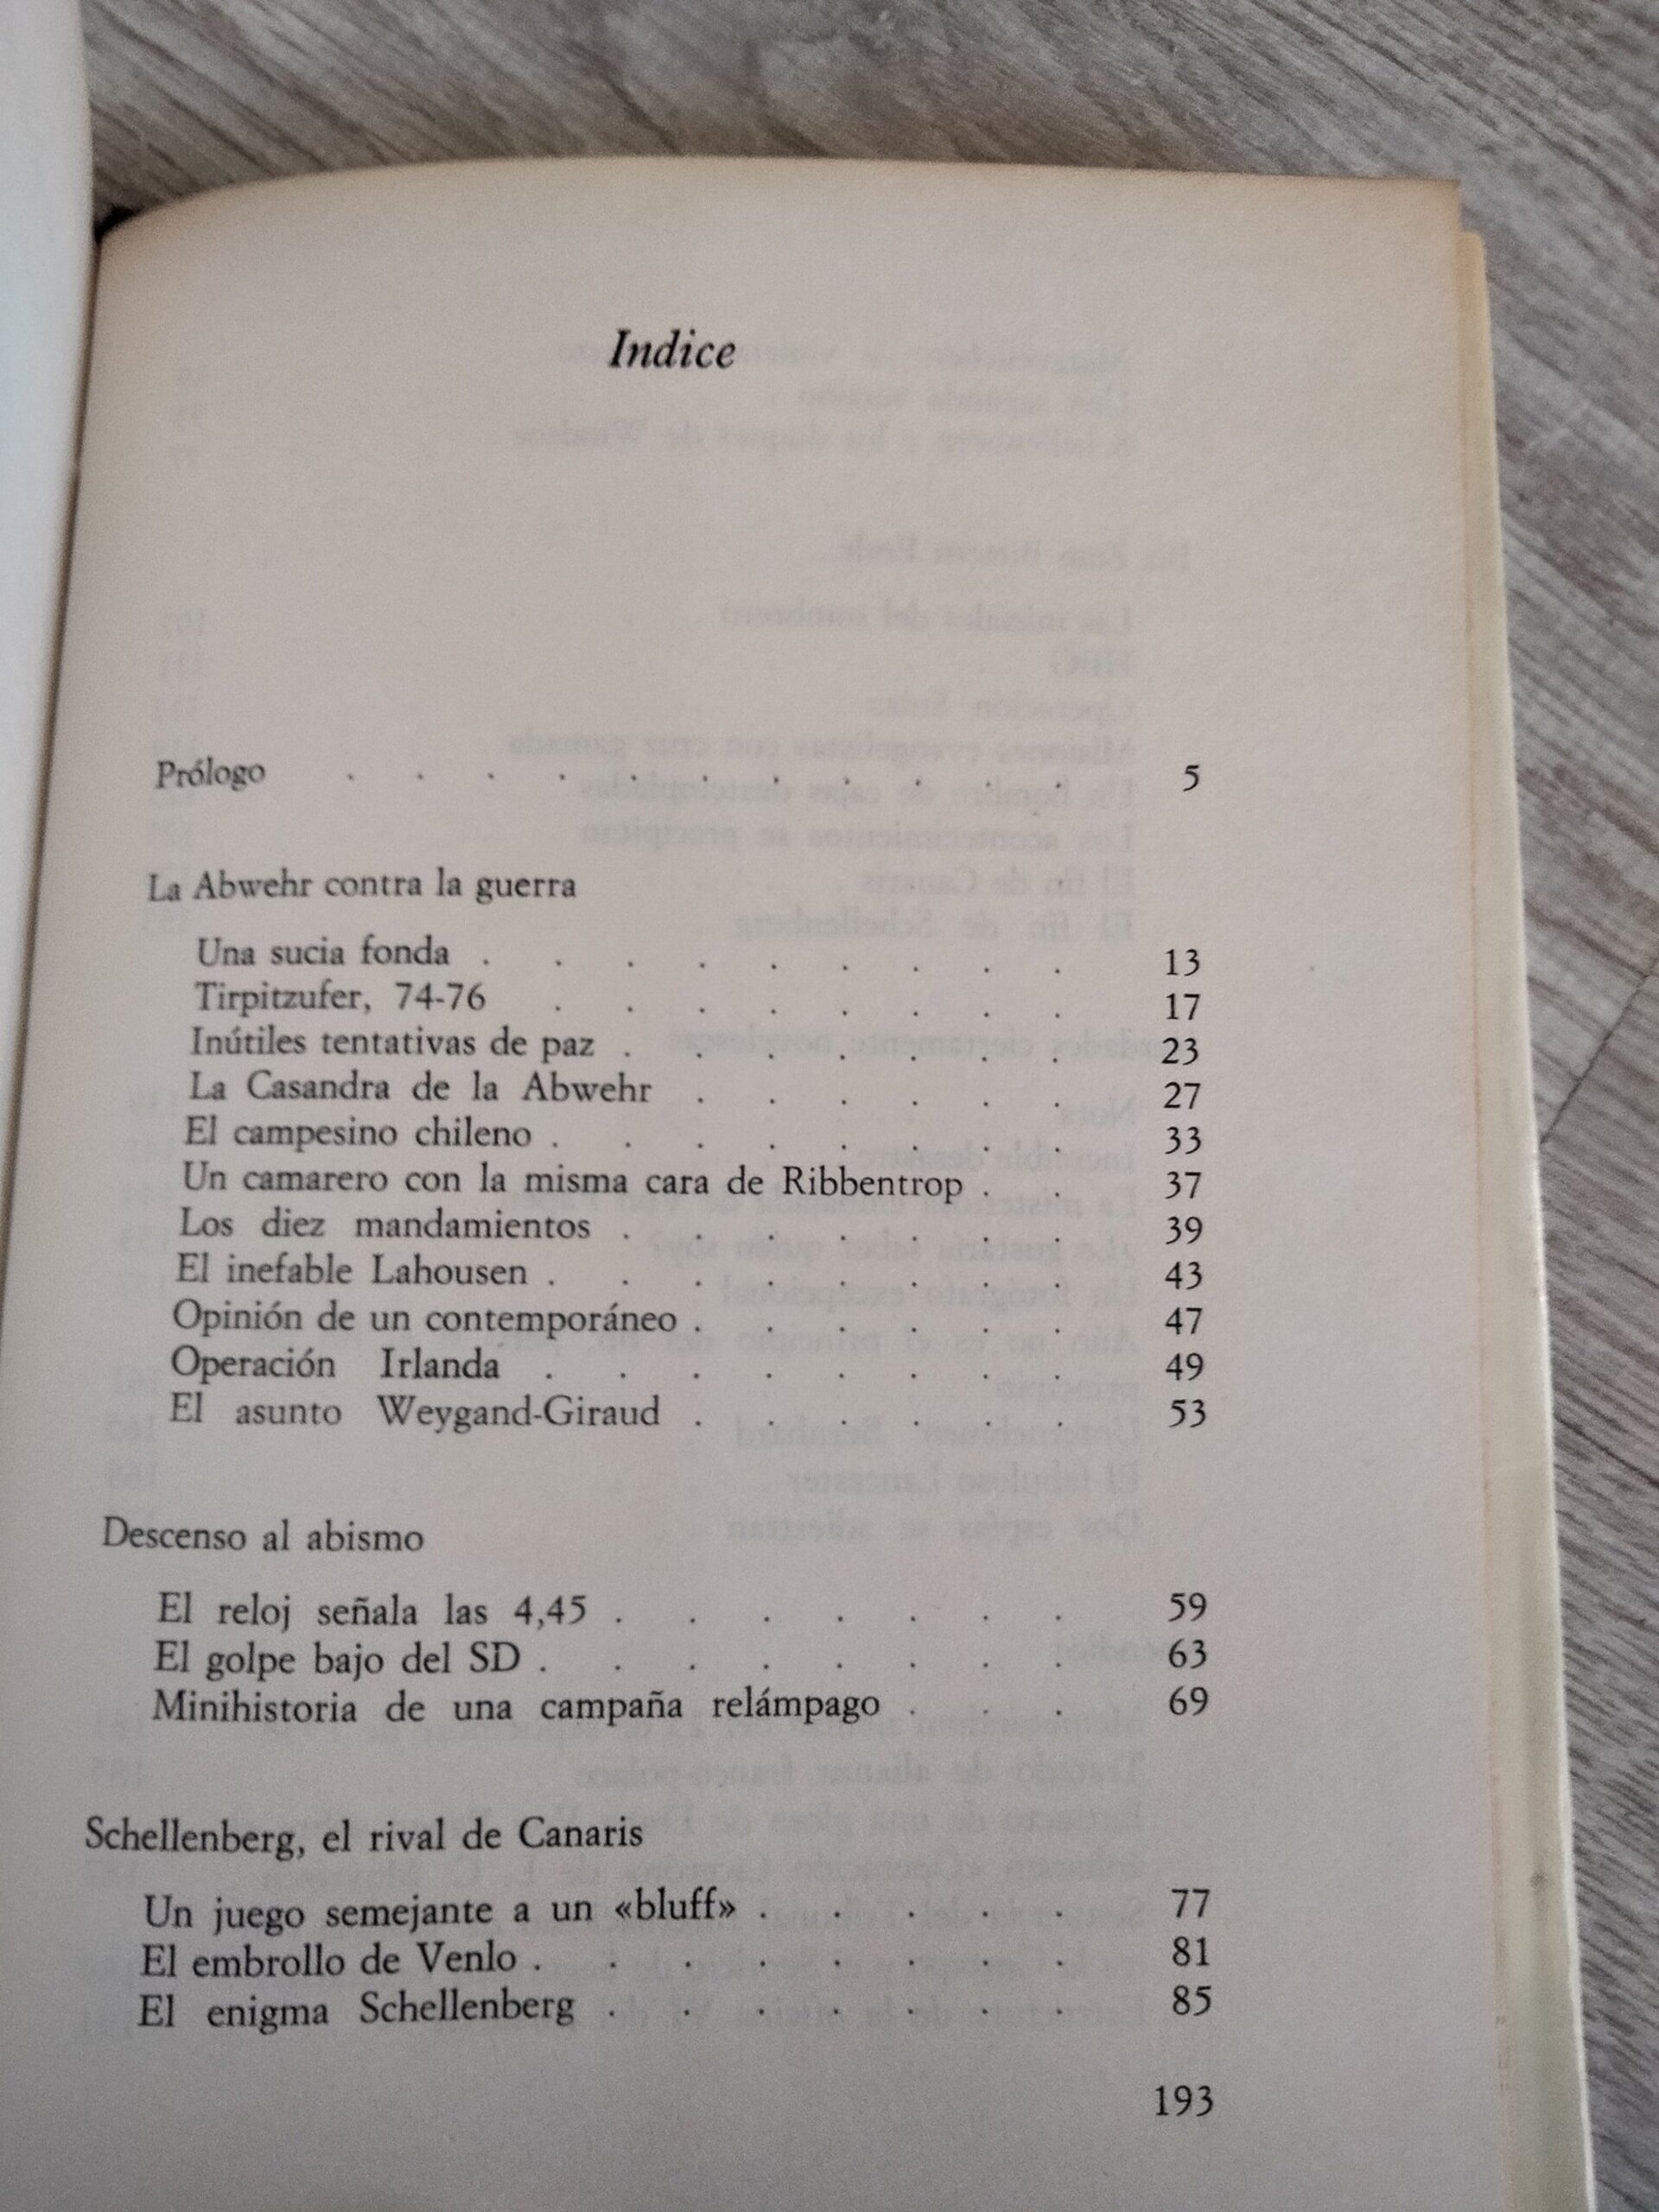 Indice
Prólogo . . . . . . . . . . . 5
La Abwehr contra la guerra
Una sucia fonda . . . . . . . . . 13
Tirpitzufer, 74-76 . . . . . . . . 17
Inútiles tentativas de paz . . . . . . . 23
La Casandra de la Abwehr . . . . . . 27
El campesino chileno . . . . . . . . 33
Un camarero con la misma cara de Ribbentrop . . 37
Los diez mandamientos . . . . . . . 39
El inefable Lahousen . . . . . . . . 43
Opinión de un contemporáneo . . . . . . 47
Operación Irlanda . . . . . . . . 49
El asunto Weygand-Giraud . . . . . . 53
Descenso al abismo
El reloj señala las 4,45 . . . . . . . 59
El golpe bajo del SD . . . . . . . . 63
Minihistoria de una campaña relámpago . . . 69
Schellenberg, el rival de Canaris
Un juego semejante a un «bluff» . . . . . 77
El embrollo de Venlo . . . . . . . . 81
El enigma Schellenberg . . . . . . . 85
193